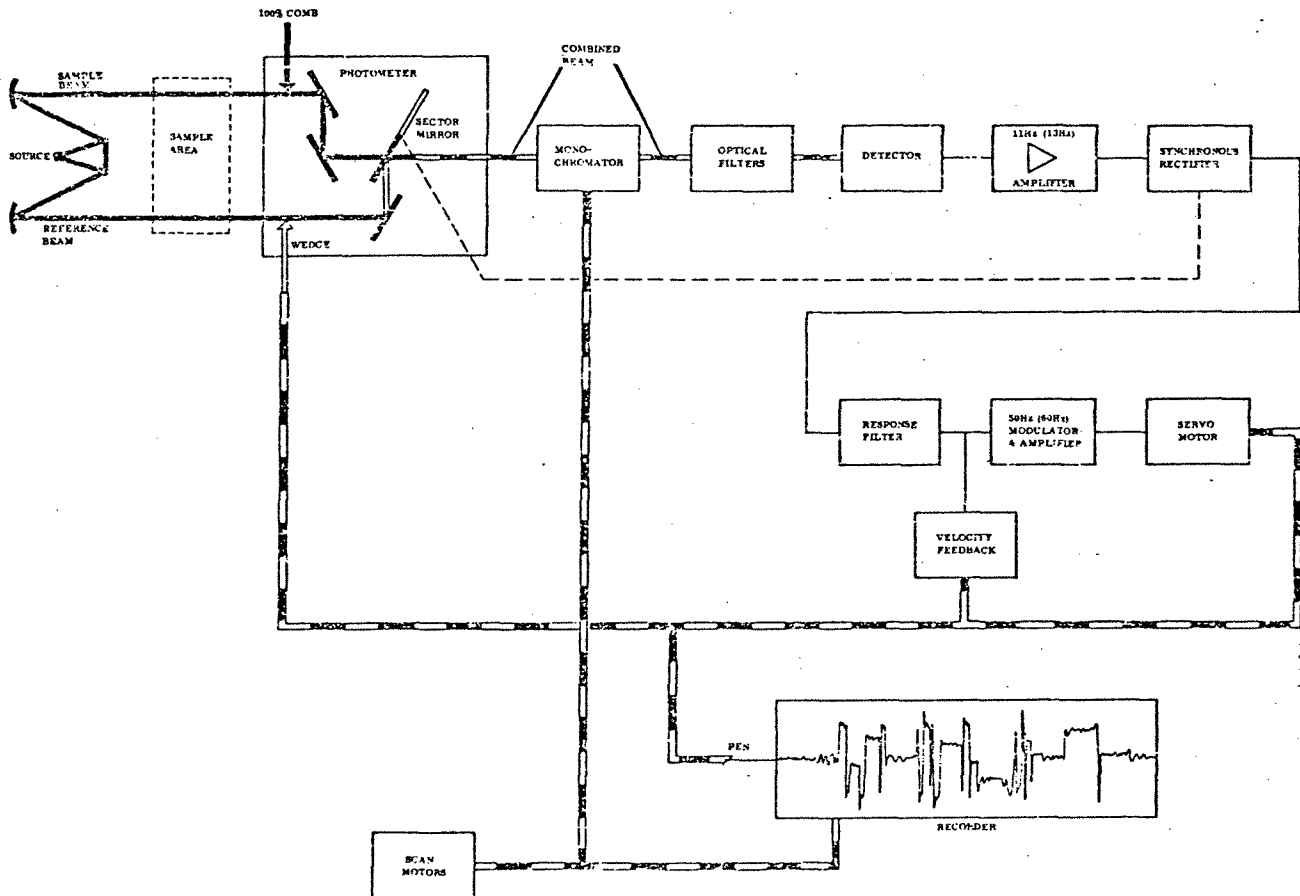 100% COMB
SAMPLE
BEAM
SOURCE
SAMPLE
AREA
REFERENCE
BEAM
PHOTOMETER
SECTOR
MIRROR
WEDGE
COMBINED
BEAM
MONO-
CHROMATOR
OPTICAL
FILTERS
DETECTOR
11Hz (13Hz)
AMPLIFIER
SYNCHRONOUS
RECTIFIER
RESPONSE
FILTER
50Hz (60Hz)
MODULATOR
& AMPLIFIER
SERVO
MOTOR
VELOCITY
FEEDBACK
PEN
RECORDER
SCAN
MOTORS